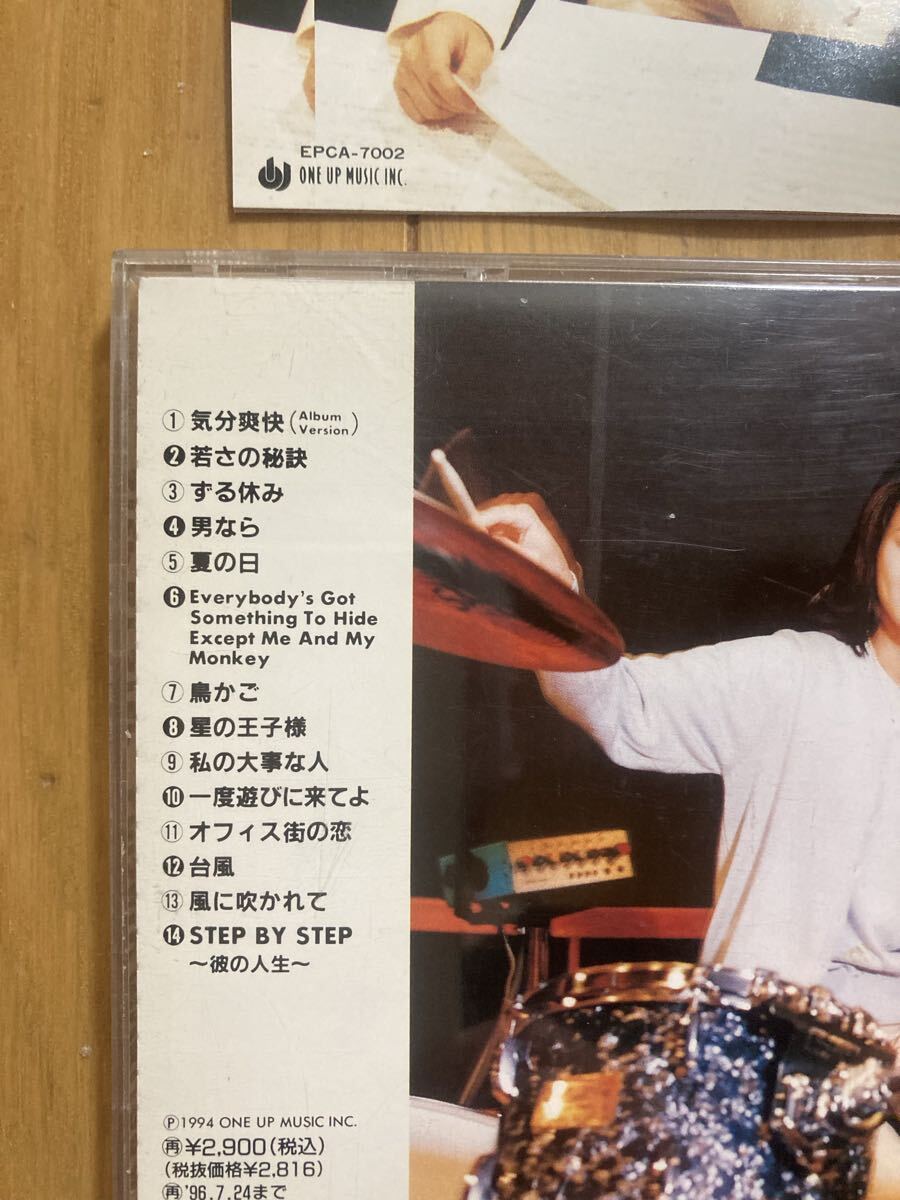 EPCA-7002
ONE UP MUSIC INC.
① 気分爽快 (Album Version)
❷ 若さの秘訣
③ ずる休み
❹ 男なら
⑤ 夏の日
❻ Everybody's Got
Something To Hide
Except Me And My
Monkey
⑦ 鳥かご
❽ 星の王子様
⑨ 私の大事な人
❿ 一度遊びに来てよ
⑪ オフィス街の恋
⓬ 台風
⑬ 風に吹かれて
⓮ STEP BY STEP
〜彼の人生〜
Ⓟ1994 ONE UP MUSIC INC.
再¥2,900(税込)
(税抜価格¥2,816)
再'96.7.24まで